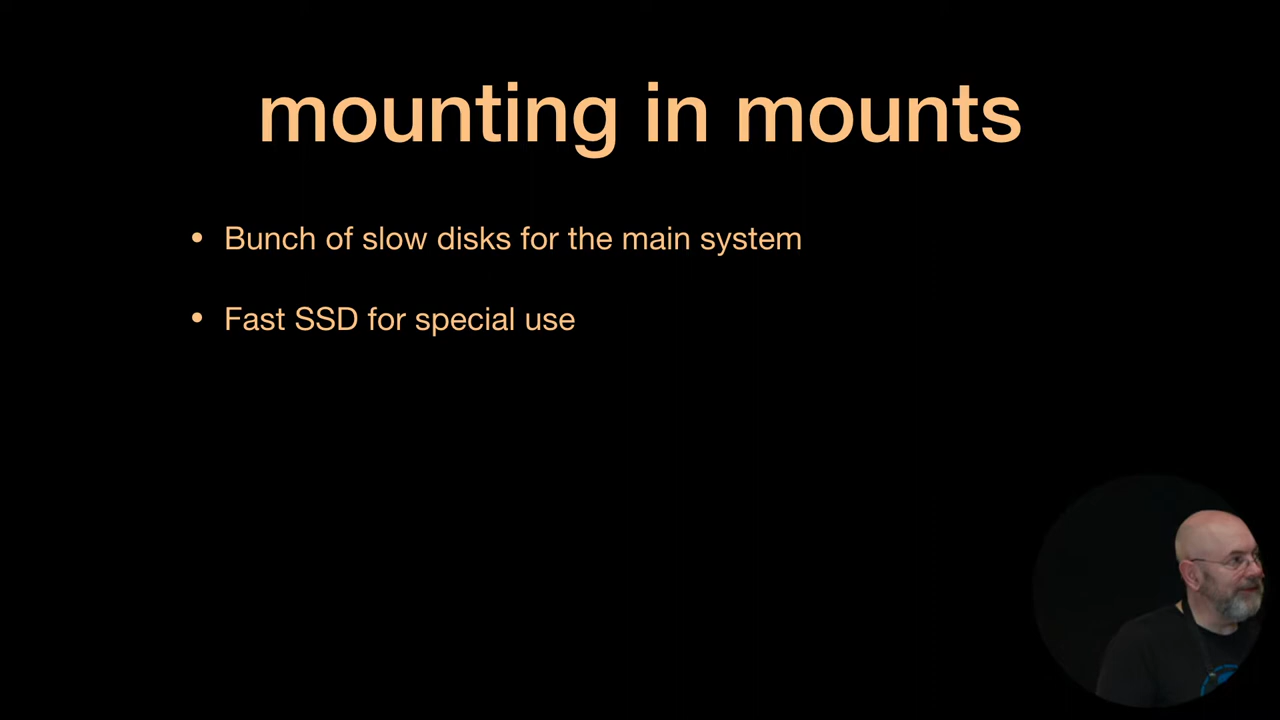 mounting in mounts
• Bunch of slow disks for the main system
• Fast SSD for special use